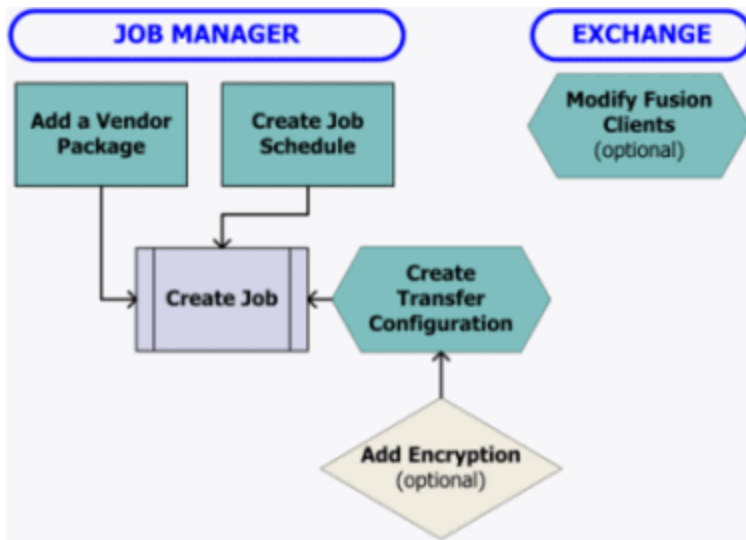 JOB MANAGER
EXCHANGE
Add a Vendor
Package
Create Job
Schedule
Modify Fusion
Clients
(optional)
Create Job
Create
Transfer
Configuration
Add Encryption
(optional)